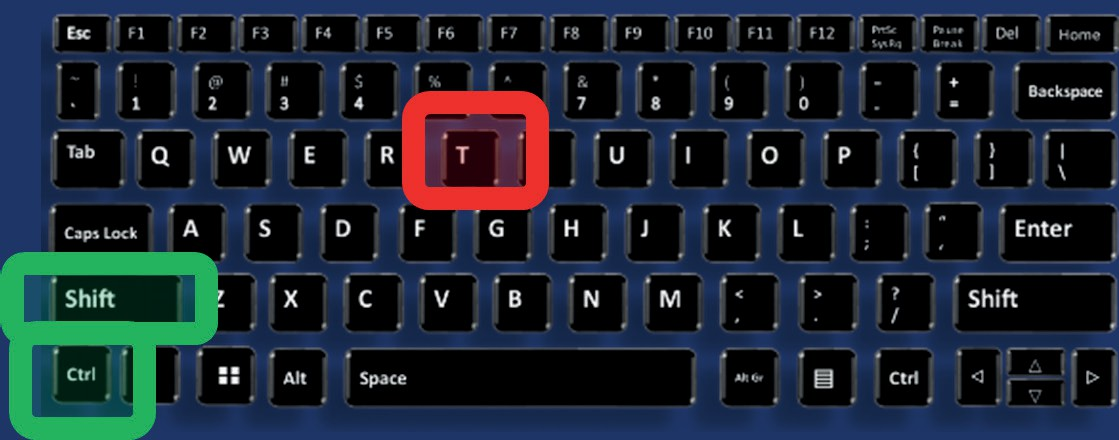 Esc F1 F2 F3 F4 F5 F6 F7 F8 F9 F10 F11 F12 PrtSc SysRq Pause Break Del Home
~ ` ! 1 @ 2 # 3 $ 4 % ^ & 7 * 8 ( 9 ) 0 - - + = Backspace
Tab Q W E R T U I O P { [ } ] | \
Caps Lock A S D F G H J K L : ; " , Enter
Shift Z X C V B N M < , > . ? / Shift
Ctrl Alt Space Alt Gr Ctrl